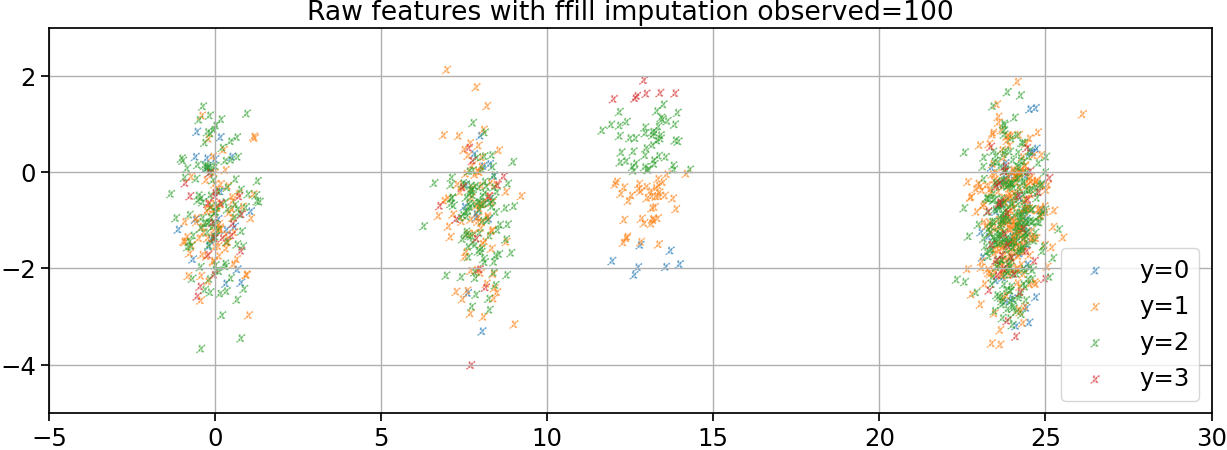 Raw features with ffill imputation observed=100
2
0
−2
−4
−5
0
5
10
15
20
25
30
y=0
y=1
y=2
y=3